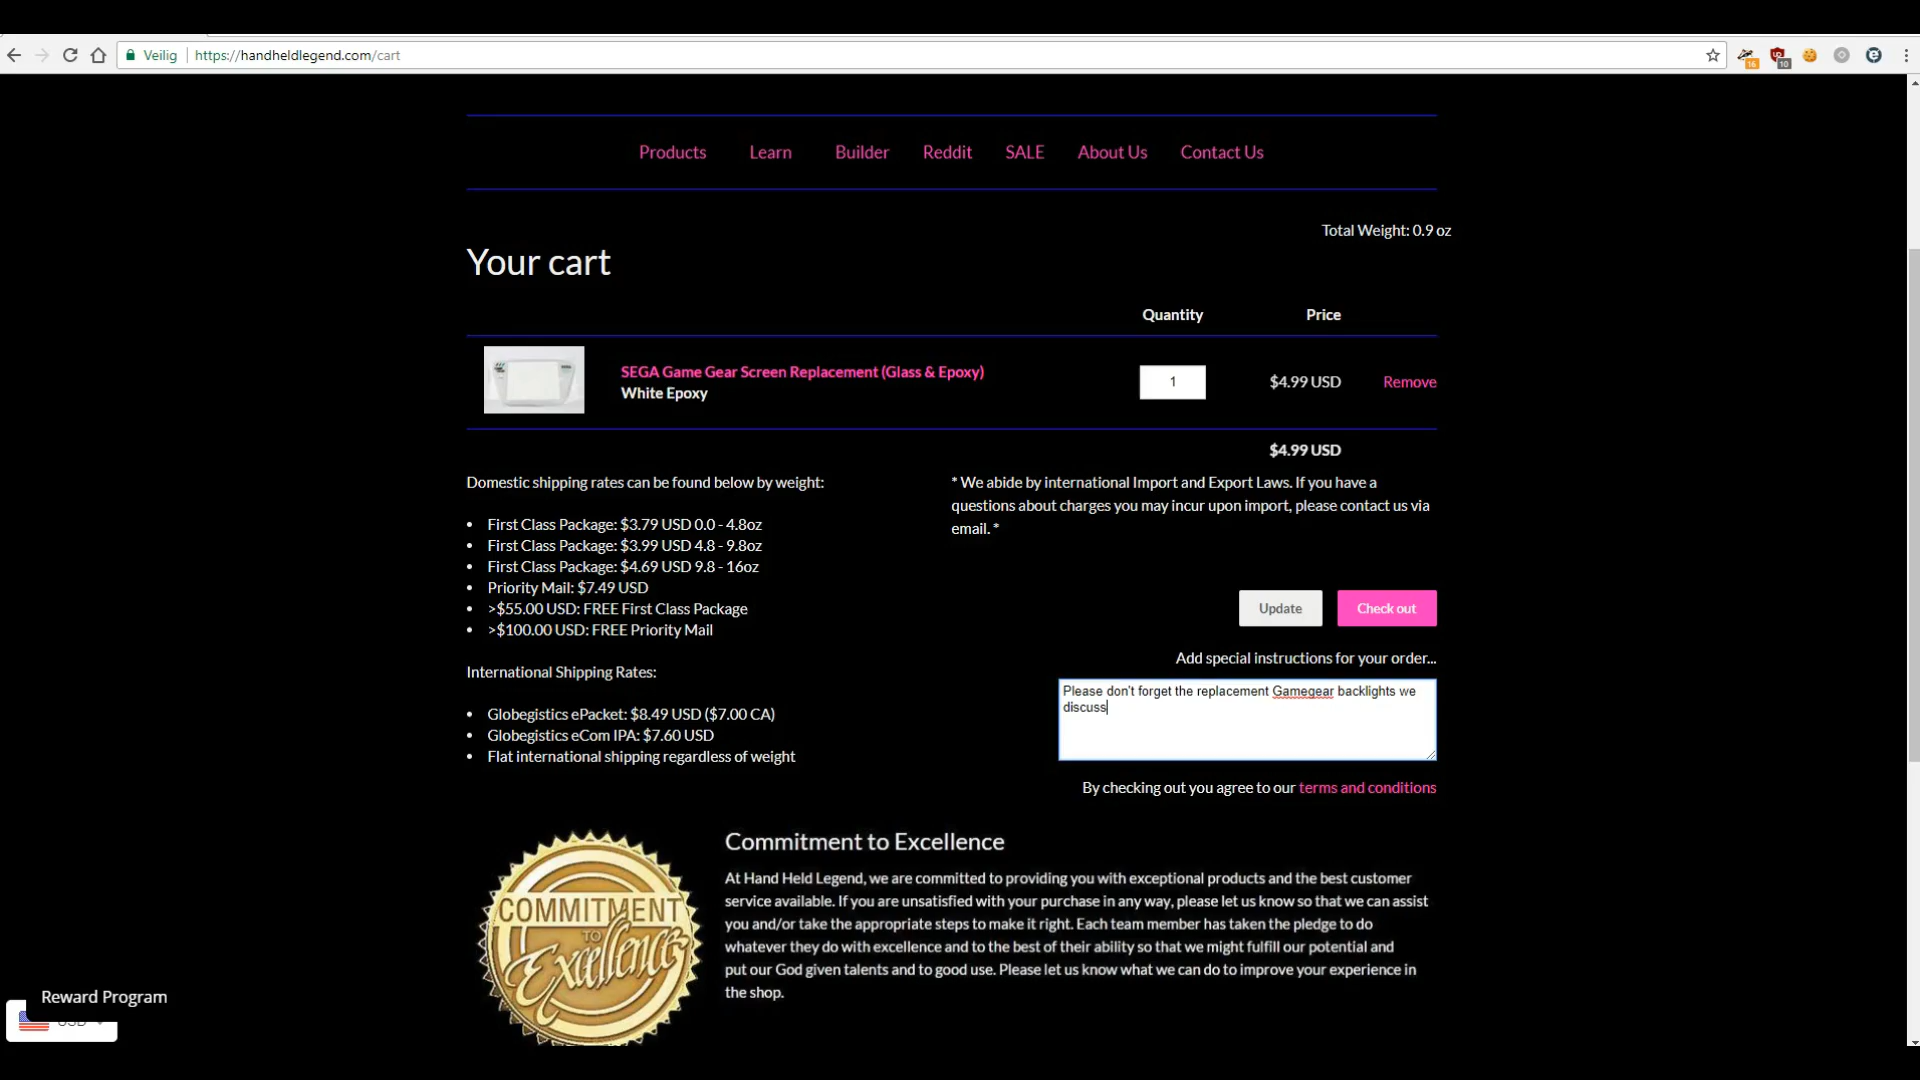 Veilig
https://handheldlegend.com/cart
16
10
Products Learn Builder Reddit SALE About Us Contact Us
Total Weight: 0.9 oz
Your cart
Quantity Price
SEGA Game Gear Screen Replacement (Glass & Epoxy)
White Epoxy
1
$4.99 USD
Remove
$4.99 USD
Domestic shipping rates can be found below by weight:
• First Class Package: $3.79 USD 0.0 - 4.8oz
• First Class Package: $3.99 USD 4.8 - 9.8oz
• First Class Package: $4.69 USD 9.8 - 16oz
• Priority Mail: $7.49 USD
• >$55.00 USD: FREE First Class Package
• >$100.00 USD: FREE Priority Mail
International Shipping Rates:
• Globegistics ePacket: $8.49 USD ($7.00 CA)
• Globegistics eCom IPA: $7.60 USD
• Flat international shipping regardless of weight
* We abide by international Import and Export Laws. If you have a
questions about charges you may incur upon import, please contact us via
email. *
Update
Check out
Add special instructions for your order...
Please don't forget the replacement Gamegear backlights we
discuss
By checking out you agree to our terms and conditions
COMMITMENT
TO
Excellence
Commitment to Excellence
At Hand Held Legend, we are committed to providing you with exceptional products and the best customer
service available. If you are unsatisfied with your purchase in any way, please let us know so that we can assist
you and/or take the appropriate steps to make it right. Each team member has taken the pledge to do
whatever they do with excellence and to the best of their ability so that we might fulfill our potential and
put our God given talents and to good use. Please let us know what we can do to improve your experience in
the shop.
Reward Program
USD